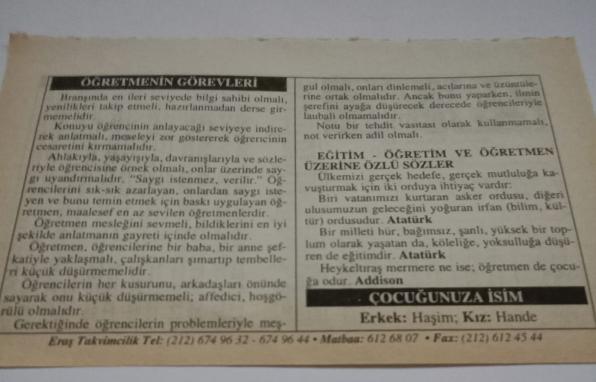 ÖĞRETMENİN GÖREVLERİ
Branşında en ileri seviyede bilgi sahibi olmalı,
yenilikleri takip etmeli, hazırlanmadan derse gir-
memelidir.
Konuyu öğrencinin anlayacağı seviyeye indire-
rek anlatmalı, meseleyi zor göstererek öğrencinin
cesaretini kırmamalıdır.
Ahlakıyla, yaşayışıyla, davranışlarıyla ve sözle-
riyle öğrencisine örnek olmalı, onlar üzerinde say-
gı uyandırmalıdır. "Saygı istenmez, verilir." Öğ-
rencilerini sık-sık azarlayan, onlardan saygı iste-
yen ve bunu temin etmek için baskı uygulayan öğ-
retmen, maalesef en az sevilen öğretmenlerdir.
Öğretmen mesleğini sevmeli, bildiklerini en iyi
şekilde anlatmanın gayreti içinde olmalıdır.
Öğretmen, öğrencilerine bir baba, bir anne şef-
katiyle yaklaşmalı, çalışkanları şımartıp tembelle-
ri küçük düşürmemelidir.
Öğrencilerin her kusurunu, arkadaşları önünde
sayarak onu küçük düşürmemeli; affedici, hoşgö-
rülü olmalıdır.
Gerektiğinde öğrencilerin problemleriyle meş-
gul olmalı, onları dinlemeli, acılarına ve üzüntüle-
rine ortak olmalıdır. Ancak bunu yaparken, ilmin
şerefini ayağa düşürecek derecede öğrencileriyle
laubali olmamalıdır.
Notu bir tehdit vasıtası olarak kullanmamalı,
not verirken adil olmalı.
EĞİTİM - ÖĞRETİM VE ÖĞRETMEN
ÜZERİNE ÖZLÜ SÖZLER
Ülkemizi gerçek hedefe, gerçek mutluluğa ka-
vuşturmak için iki orduya ihtiyaç vardır:
Biri vatanımızı kurtaran asker ordusu, diğeri
ulusumuzun geleceğini yoğuran irfan (bilim, kül-
tür) ordusudur. Atatürk
Bir milleti hür, bağımsız, şanlı, yüksek bir top-
lum olarak yaşatan da, köleliğe, yoksulluğa düşü-
ren de eğitimdir. Atatürk
Heykeltıraş mermere ne ise; öğretmen de çocu-
ğa odur. Addison
ÇOCUĞUNUZA İSİM
Erkek: Haşim; Kız: Hande
Eraş Takvimcilik Tel: (212) 674 96 32 - 674 96 44 • Matbaa: 612 68 07 • Fax: (212) 612 45 44